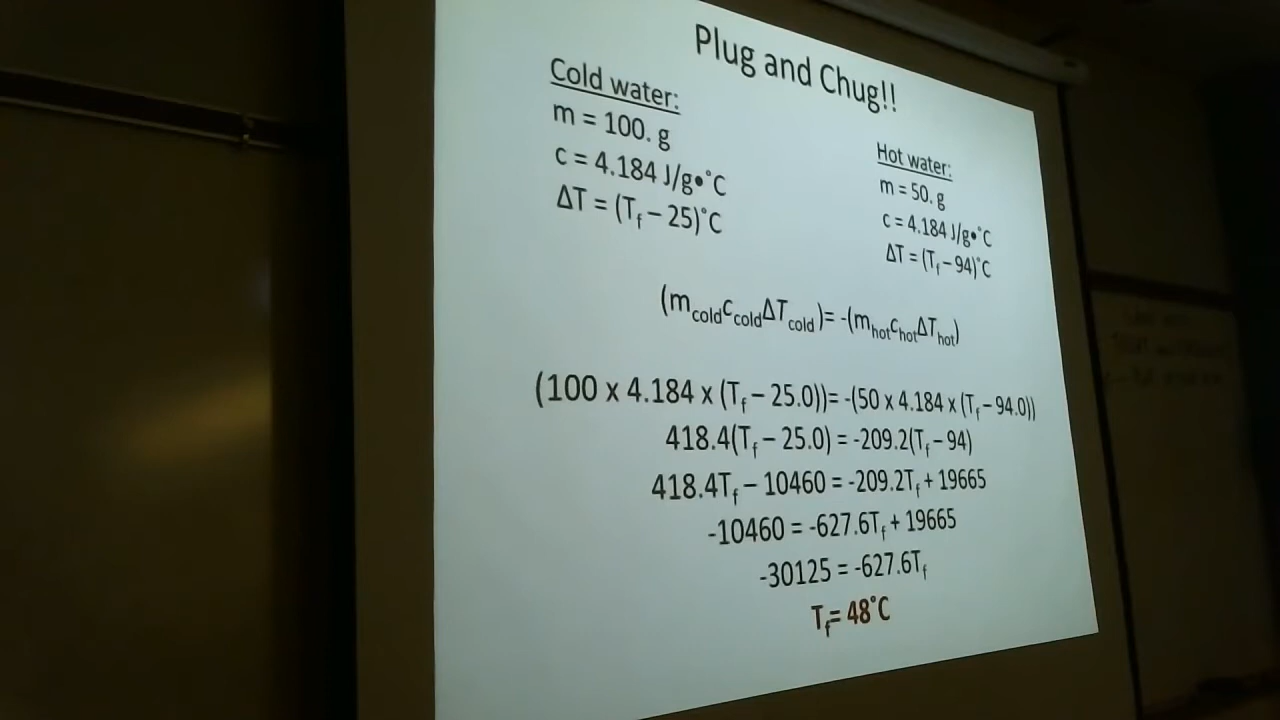 Plug and Chug!!
Cold water:
m = 100. g
c = 4.184 J/g•˚C
ΔT = (Tf – 25)˚C
Hot water:
m = 50. g
c = 4.184 J/g•˚C
ΔT = (Tf – 94)˚C
(mcoldccoldΔTcold)= -(mhotchotΔThot)
(100 x 4.184 x (Tf – 25.0))= -(50 x 4.184 x (Tf – 94.0))
418.4(Tf – 25.0) = -209.2(Tf – 94)
418.4Tf – 10460 = -209.2Tf + 19665
-10460 = -627.6Tf + 19665
-30125 = -627.6Tf
Tf= 48˚C